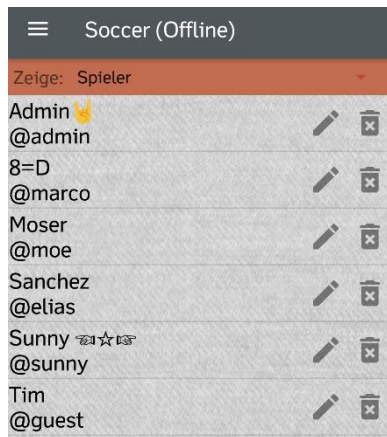 Soccer (Offline)
Zeige: Spieler
Admin🤘
@admin
8=D
@marco
Moser
@moe
Sanchez
@elias
Sunny 🖘☆🖙
@sunny
Tim
@guest